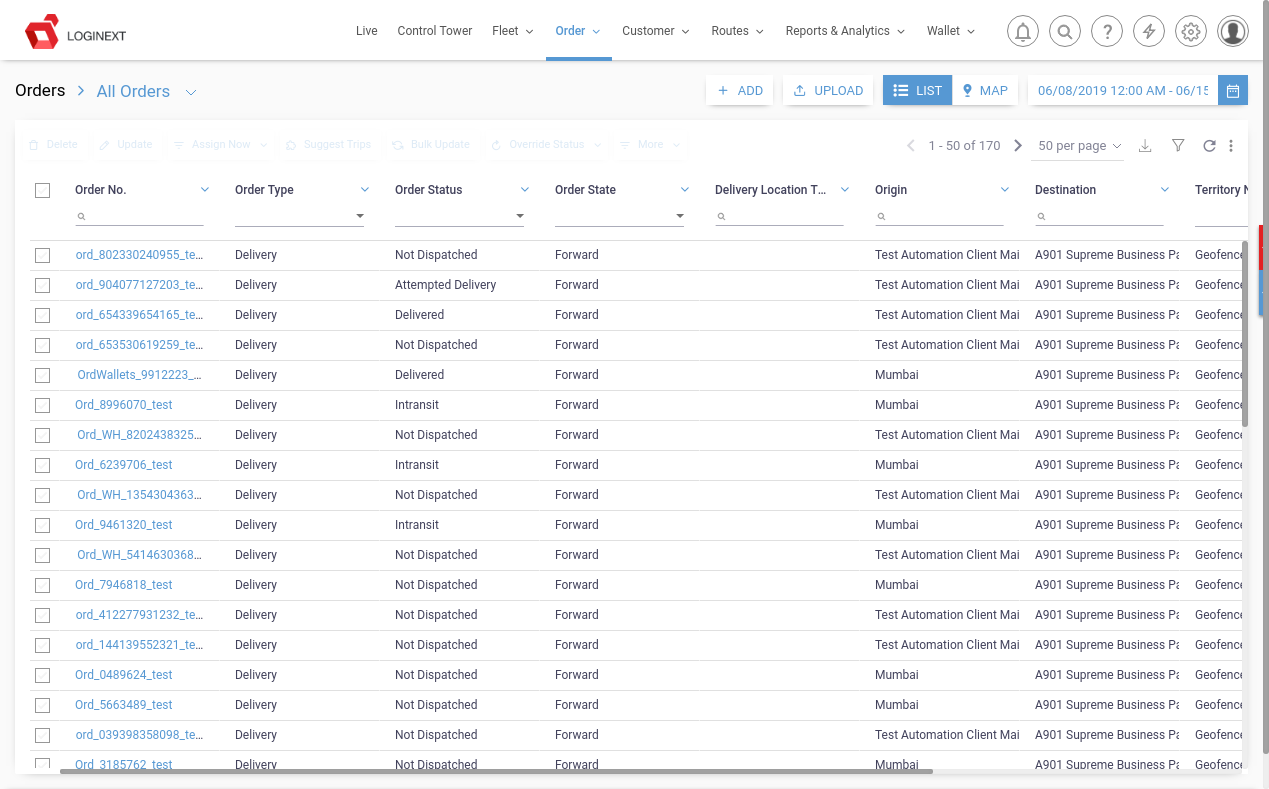 LOGINEXT Live Control Tower Fleet Order Customer Routes Reports & Analytics Wallet
Orders > All Orders + ADD UPLOAD LIST MAP 06/08/2019 12:00 AM - 06/15
Delete Update Assign Now Suggest Trips Bulk Update Override Status More 1 - 50 of 170 50 per page
Order No. Order Type Order Status Order State Delivery Location T... Origin Destination Territory N
ord_802330240955_te... Delivery Not Dispatched Forward Test Automation Client Mai A901 Supreme Business Pa Geofence
ord_904077127203_te... Delivery Attempted Delivery Forward Test Automation Client Mai A901 Supreme Business Pa Geofence
ord_654339654165_te... Delivery Delivered Forward Test Automation Client Mai A901 Supreme Business Pa Geofence
ord_653530619259_te... Delivery Not Dispatched Forward Test Automation Client Mai A901 Supreme Business Pa Geofence
OrdWallets_9912223_... Delivery Delivered Forward Mumbai A901 Supreme Business Pa Geofence
Ord_8996070_test Delivery Intransit Forward Mumbai A901 Supreme Business Pa Geofence
Ord_WH_8202438325... Delivery Not Dispatched Forward Test Automation Client Mai A901 Supreme Business Pa Geofence
Ord_6239706_test Delivery Intransit Forward Mumbai A901 Supreme Business Pa Geofence
Ord_WH_1354304363... Delivery Not Dispatched Forward Test Automation Client Mai A901 Supreme Business Pa Geofence
Ord_9461320_test Delivery Intransit Forward Mumbai A901 Supreme Business Pa Geofence
Ord_WH_5414630368... Delivery Not Dispatched Forward Test Automation Client Mai A901 Supreme Business Pa Geofence
Ord_7946818_test Delivery Not Dispatched Forward Mumbai A901 Supreme Business Pa Geofence
ord_412277931232_te... Delivery Not Dispatched Forward Test Automation Client Mai A901 Supreme Business Pa Geofence
ord_144139552321_te... Delivery Not Dispatched Forward Test Automation Client Mai A901 Supreme Business Pa Geofence
Ord_0489624_test Delivery Not Dispatched Forward Mumbai A901 Supreme Business Pa Geofence
Ord_5663489_test Delivery Not Dispatched Forward Mumbai A901 Supreme Business Pa Geofence
ord_039398358098_te... Delivery Not Dispatched Forward Test Automation Client Mai A901 Supreme Business Pa Geofence
Ord_3185762_test Delivery Not Dispatched Forward Mumbai A901 Supreme Business Pa Geofence